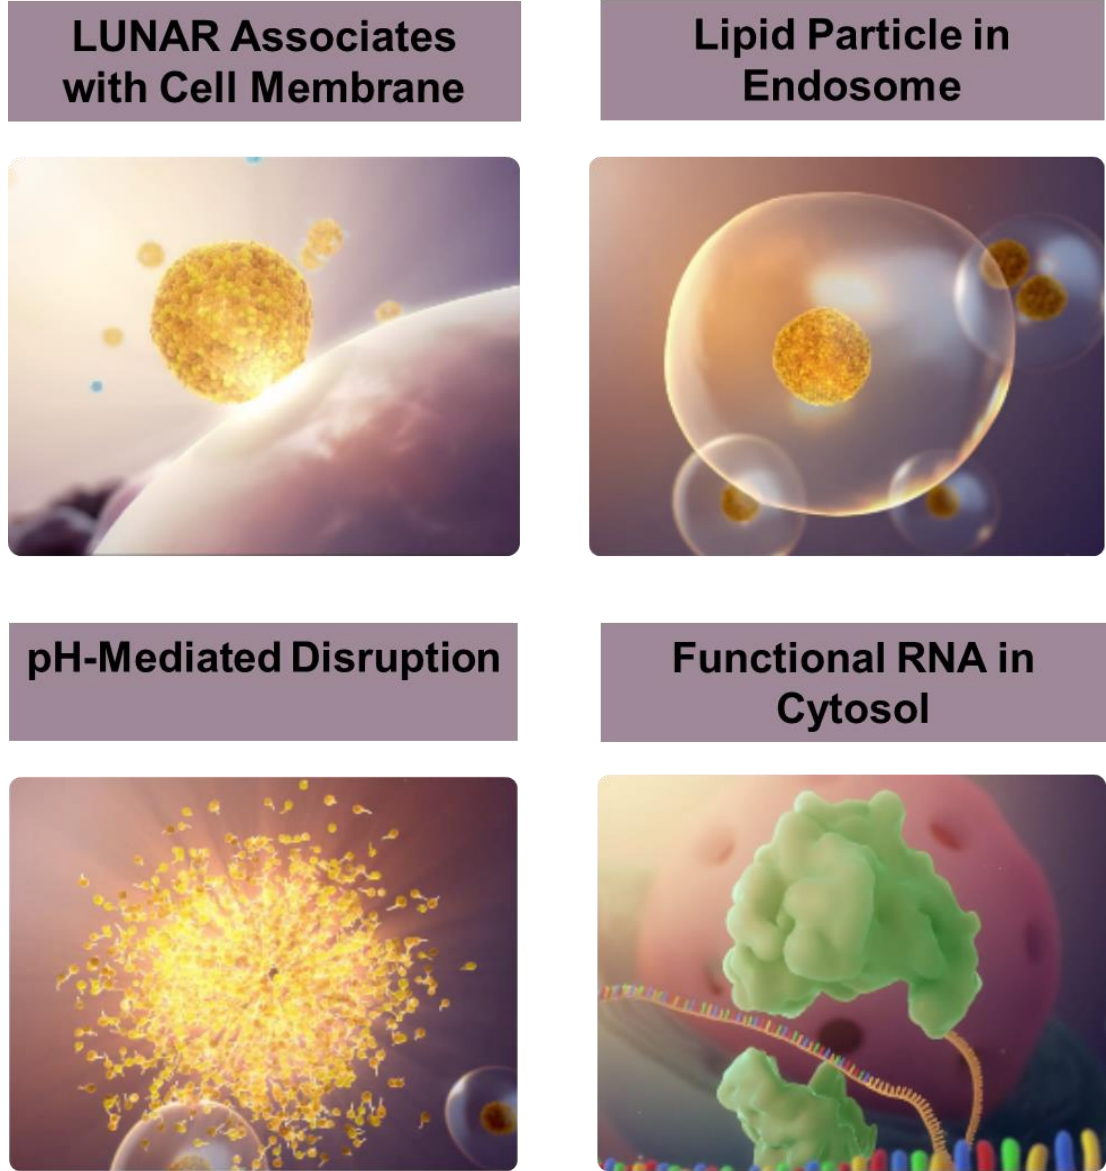 LUNAR Associates
with Cell Membrane
Lipid Particle in
Endosome
pH-Mediated Disruption
Functional RNA in
Cytosol